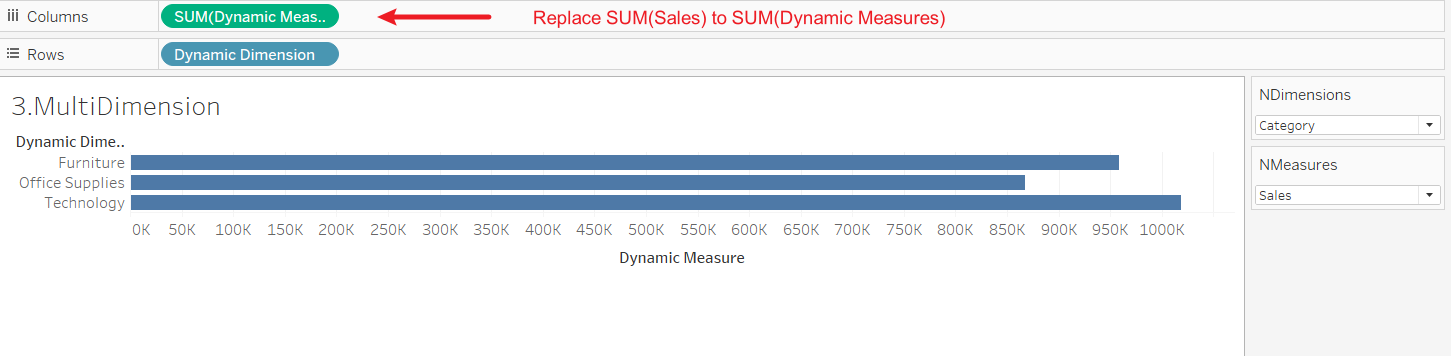 Columns
SUM(Dynamic Meas..
Replace SUM(Sales) to SUM(Dynamic Measures)
Rows
Dynamic Dimension
3.MultiDimension
Dynamic Dime..
Furniture
Office Supplies
Technology
0K 50K 100K 150K 200K 250K 300K 350K 400K 450K 500K 550K 600K 650K 700K 750K 800K 850K 900K 950K 1000K
Dynamic Measure
NDimensions
Category
NMeasures
Sales